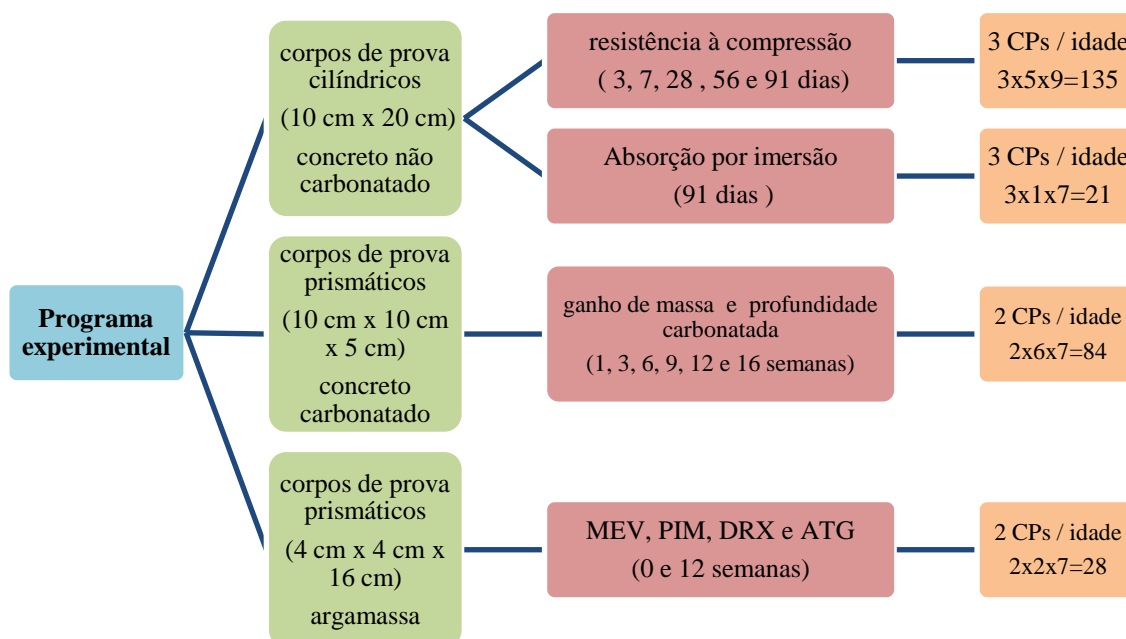 Programa
experimental
corpos de prova
cilíndricos
(10 cm x 20 cm)
concreto não
carbonatado
resistência à compressão
( 3, 7, 28 , 56 e 91 dias)
3 CPs / idade
3x5x9=135
Absorção por imersão
(91 dias )
3 CPs / idade
3x1x7=21
corpos de prova
prismáticos
(10 cm x 10 cm
x 5 cm)
concreto
carbonatado
ganho de massa e profundidade
carbonatada
(1, 3, 6, 9, 12 e 16 semanas)
2 CPs / idade
2x6x7=84
corpos de prova
prismáticos
(4 cm x 4 cm x
16 cm)
argamassa
MEV, PIM, DRX e ATG
(0 e 12 semanas)
2 CPs / idade
2x2x7=28